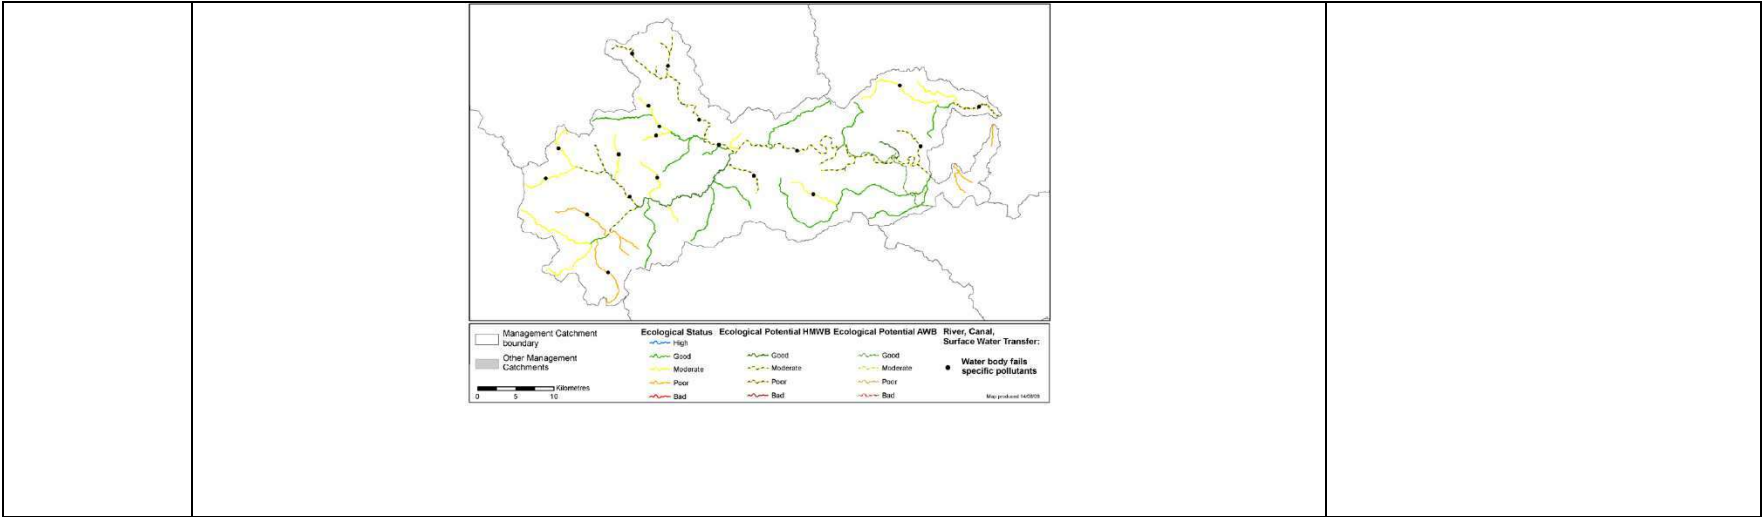 Management Catchment
boundary
Other Management
Catchments
Kilometres
0 5 10
Ecological Status
High
Good
Moderate
Poor
Bad
Ecological Potential HMWB
Good
Moderate
Poor
Bad
Ecological Potential AWB
Good
Moderate
Poor
Bad
River, Canal,
Surface Water Transfer:
Water body fails
specific pollutants
Map produced